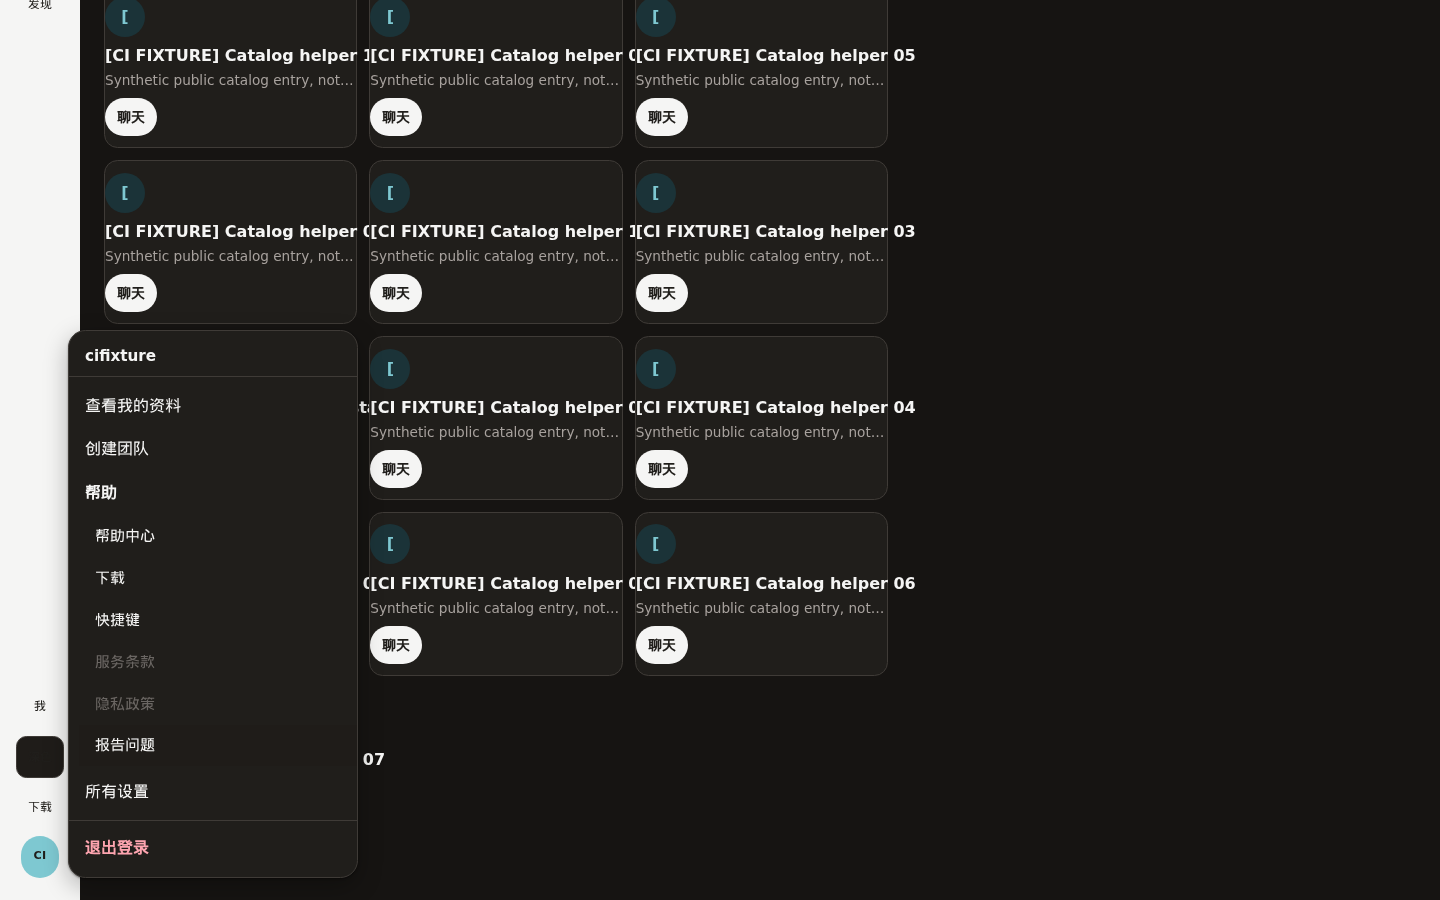 发现
[
[
[
[CI FIXTURE] Catalog helper 1
[CI FIXTURE] Catalog helper 0
[CI FIXTURE] Catalog helper 05
Synthetic public catalog entry, not...
Synthetic public catalog entry, not...
Synthetic public catalog entry, not...
聊天
聊天
聊天
[
[
[
[CI FIXTURE] Catalog helper 0
[CI FIXTURE] Catalog helper 1
[CI FIXTURE] Catalog helper 03
Synthetic public catalog entry, not...
Synthetic public catalog entry, not...
Synthetic public catalog entry, not...
聊天
聊天
聊天
[
[
[CI FIXTURE] Catalog helper 0
[CI FIXTURE] Catalog helper 04
Synthetic public catalog entry, not...
Synthetic public catalog entry, not...
聊天
聊天
[
[
[CI FIXTURE] Catalog helper 0
[CI FIXTURE] Catalog helper 06
Synthetic public catalog entry, not...
Synthetic public catalog entry, not...
聊天
聊天
07
cifixture
查看我的资料
创建团队
帮助
帮助中心
下载
快捷键
服务条款
隐私政策
报告问题
所有设置
退出登录
我
下载
CI